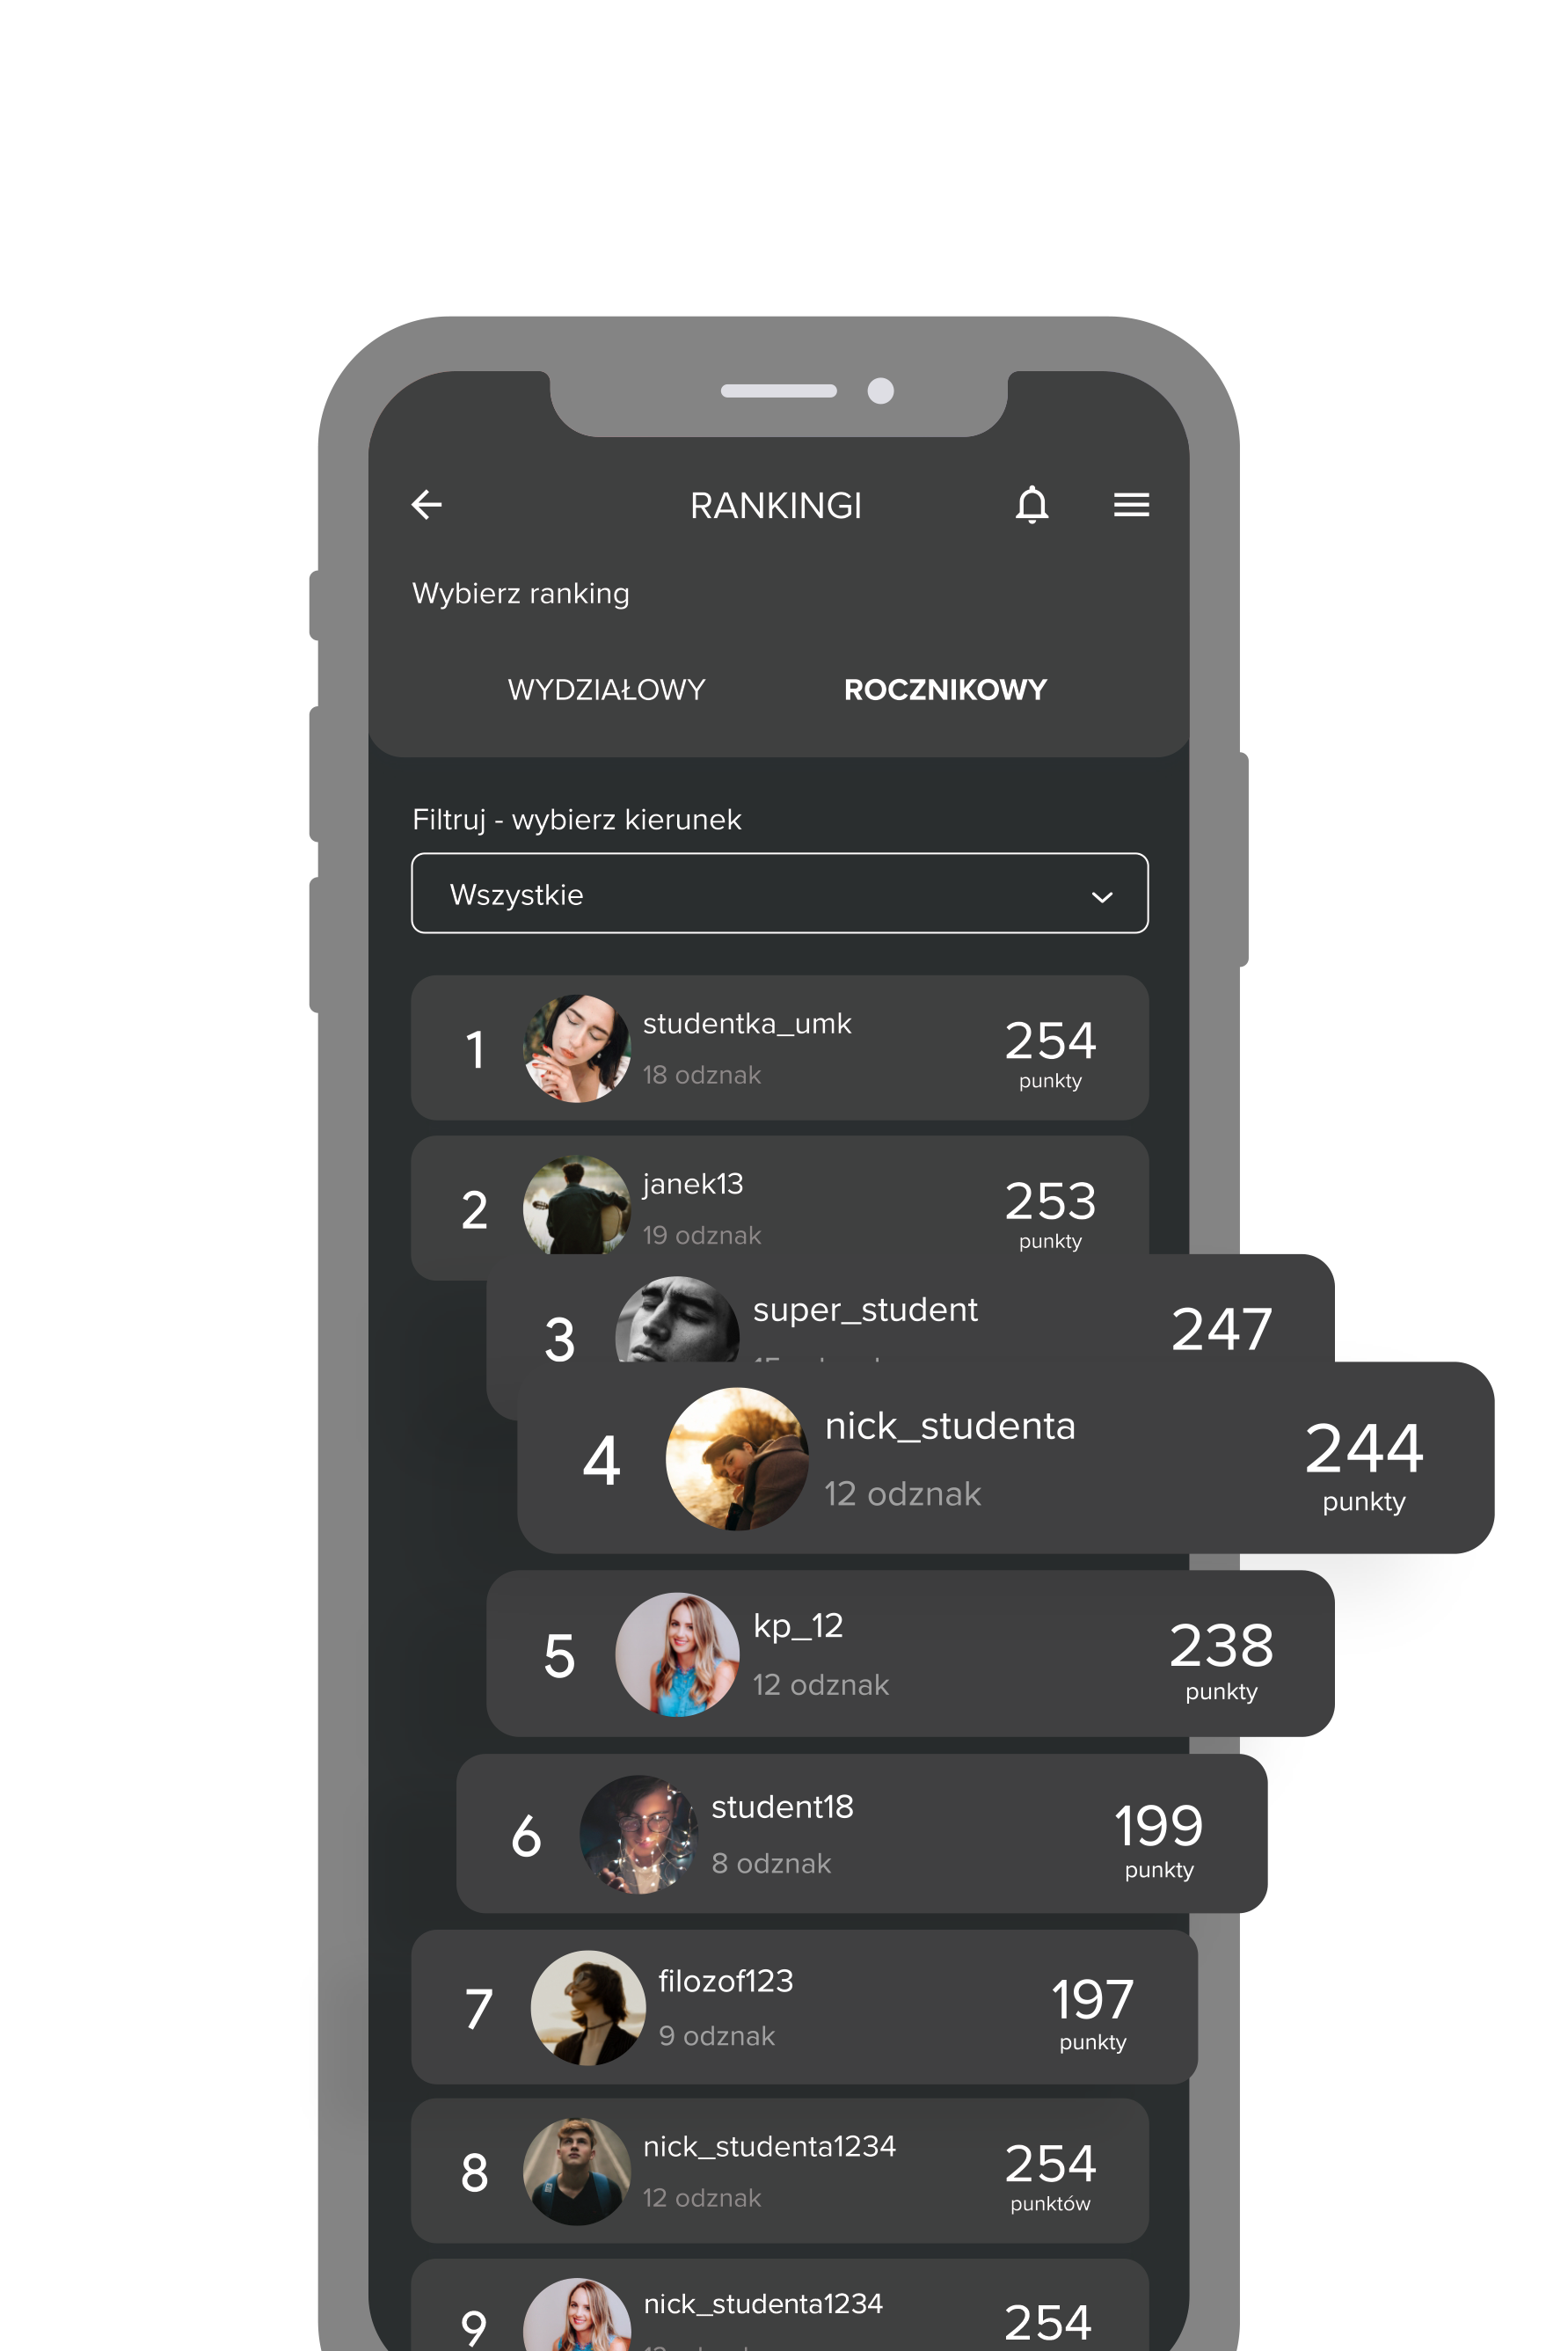 RANKINGI
Wybierz ranking
WYDZIAŁOWY ROCZNIKOWY
Filtruj - wybierz kierunek
Wszystkie
1
studentka_umk
18 odznak
254
punkty
2
janek13
19 odznak
253
punkty
3
super_student
247
4
nick_studenta
12 odznak
244
punkty
5
kp_12
12 odznak
238
punkty
6
student18
8 odznak
199
punkty
7
filozof123
9 odznak
197
punkty
8
nick_studenta1234
12 odznak
254
punktów
9
nick_studenta1234
254